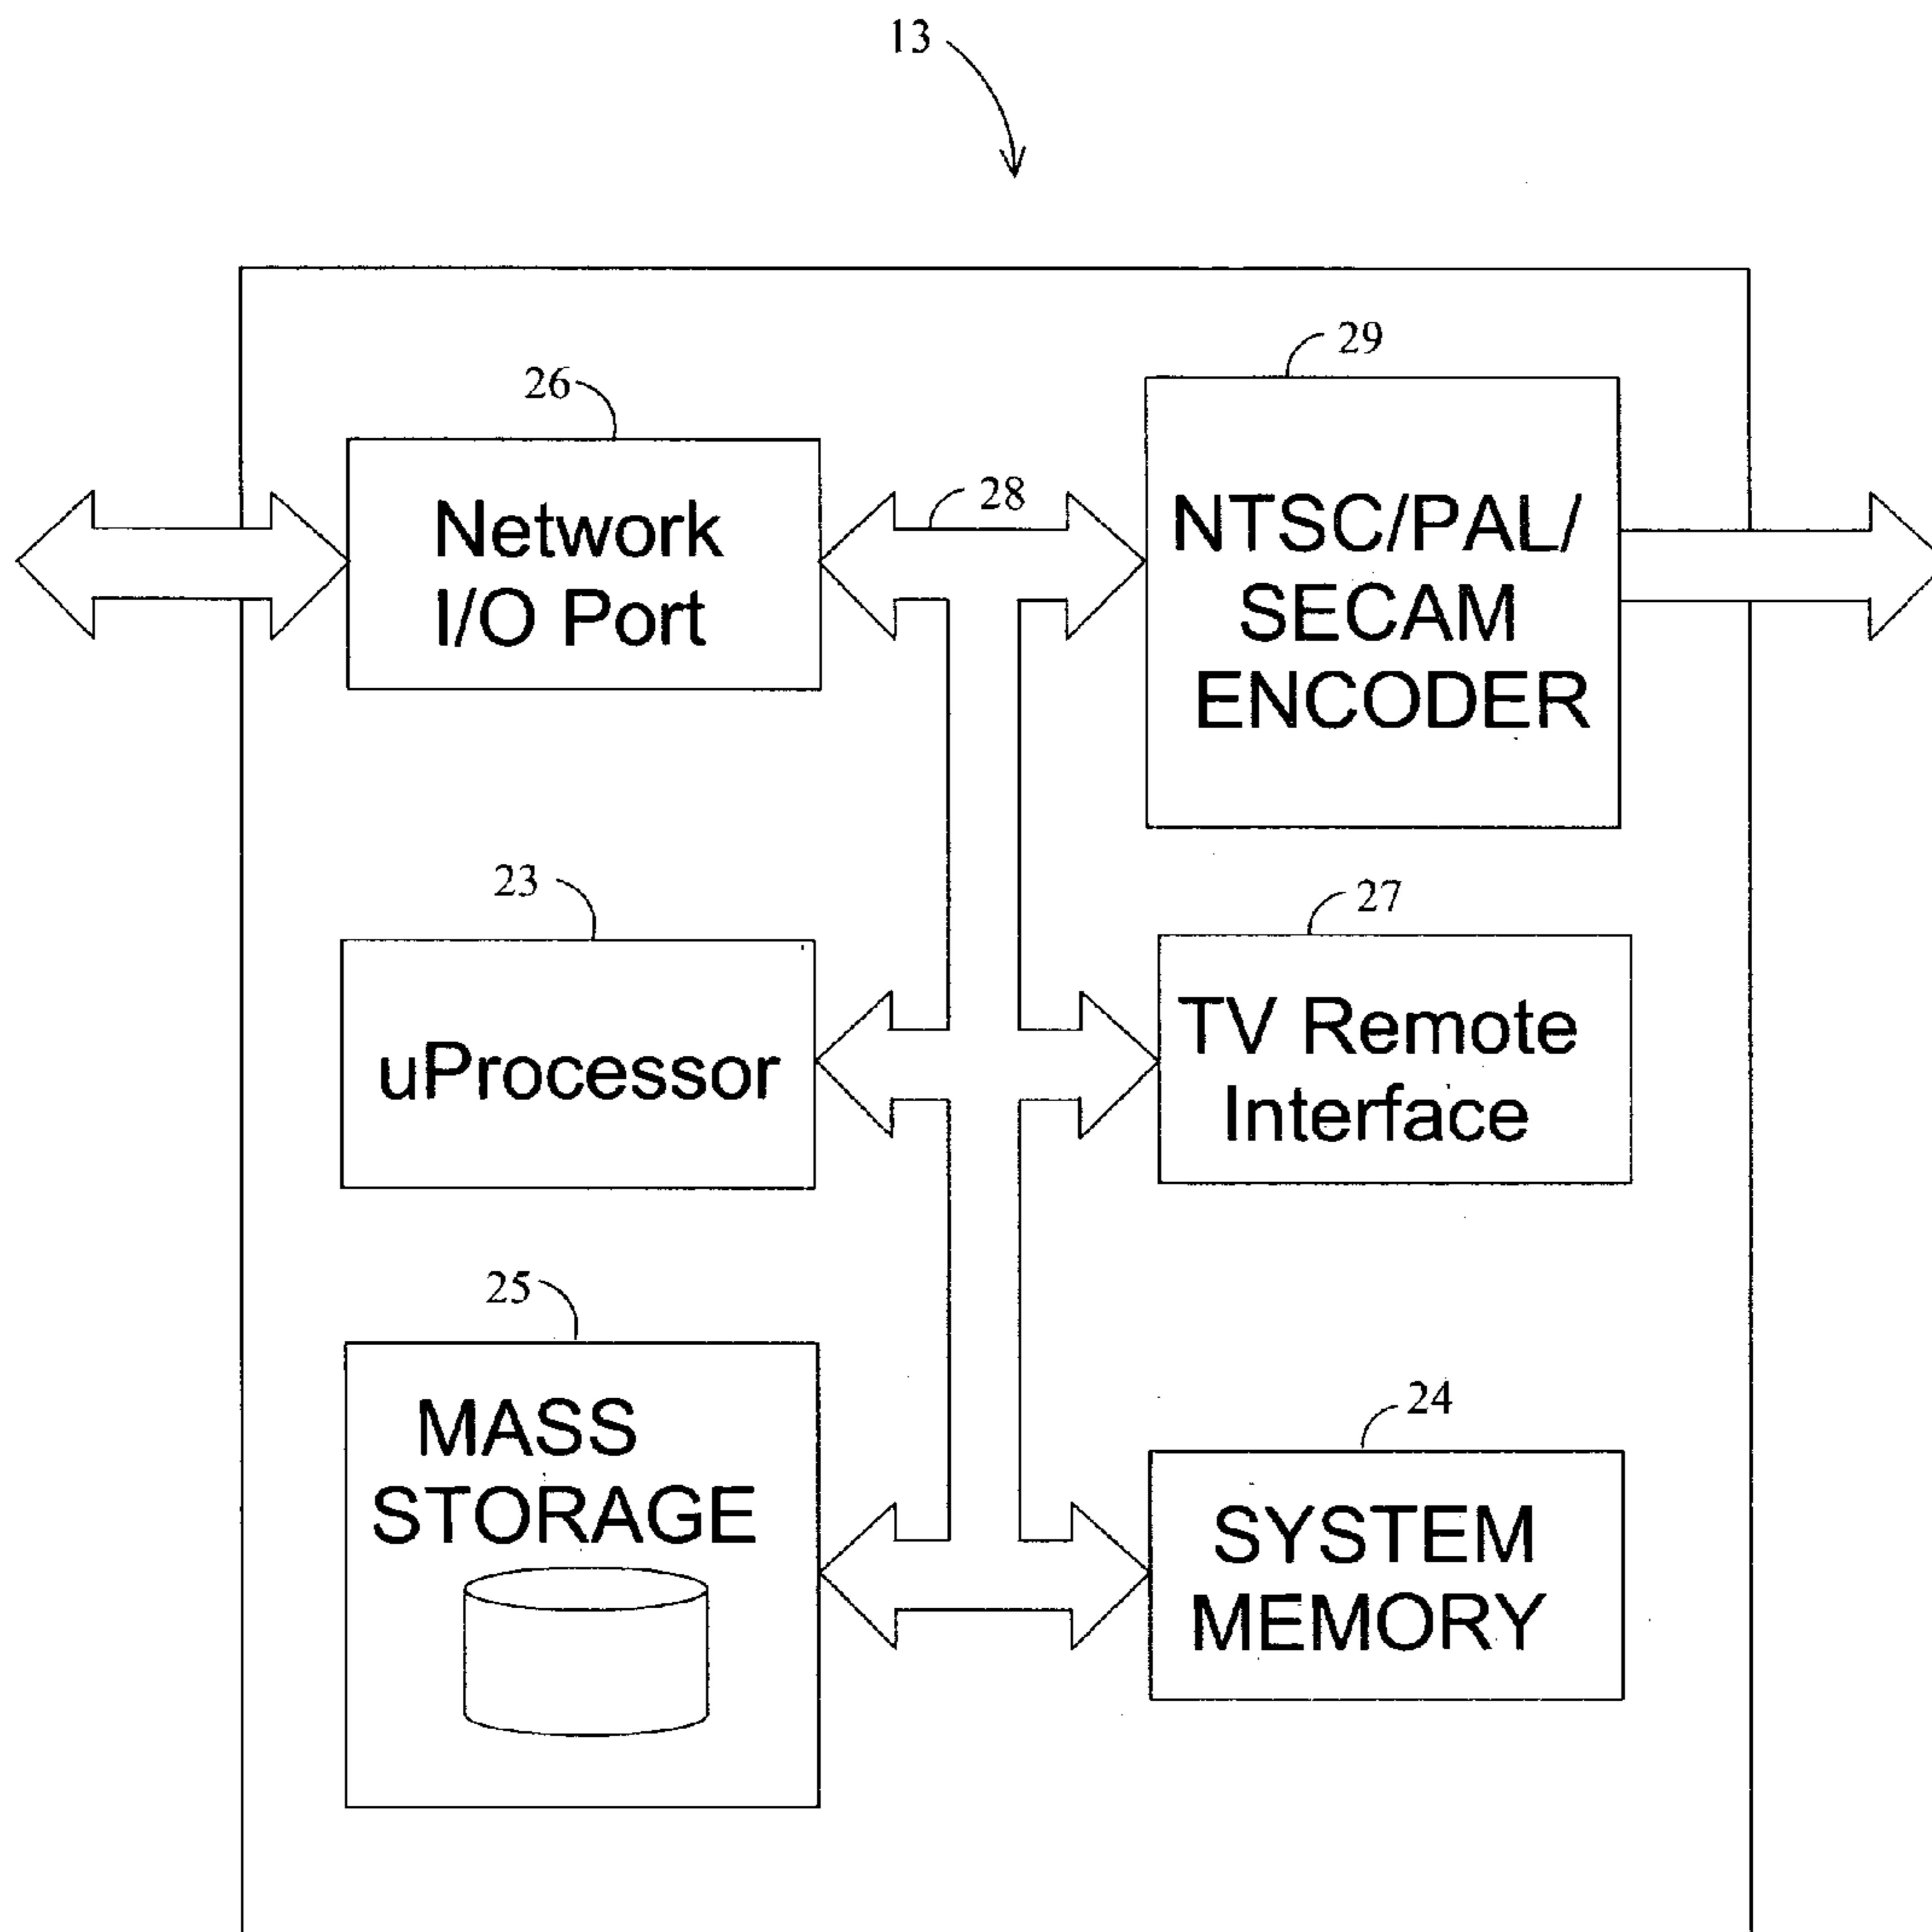 13
29
26
28
Network
I/O Port
NTSC/PAL/
SECAM
ENCODER
23
27
uProcessor
TV Remote
Interface
25
24
MASS
STORAGE
SYSTEM
MEMORY